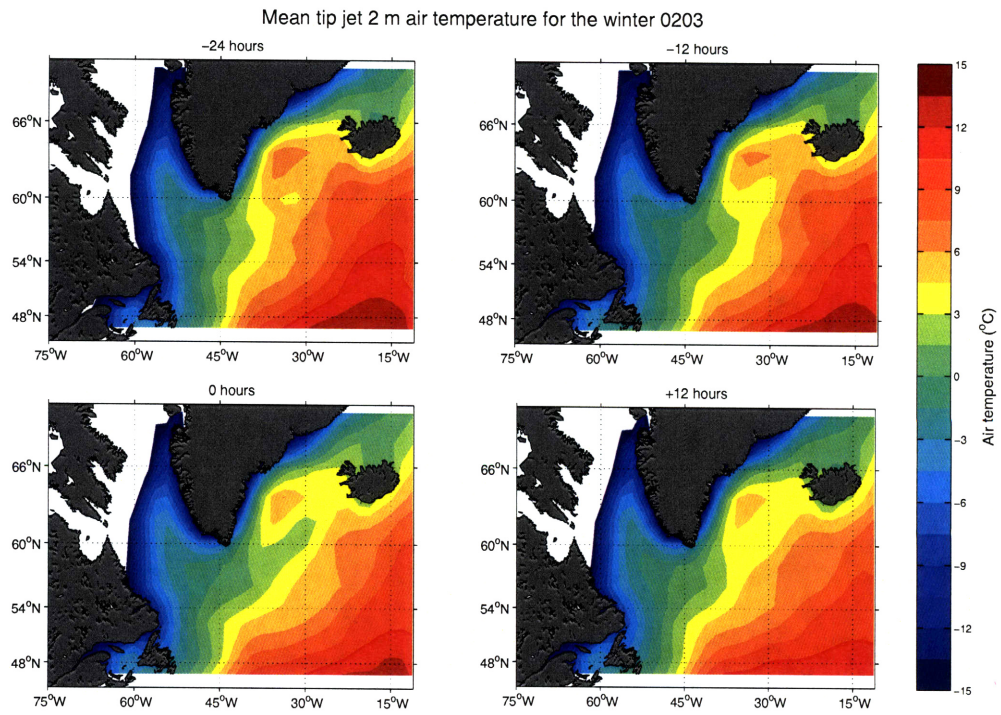 Mean tip jet 2 m air temperature for the winter 0203
−24 hours
66°N
60°N
54°N
48°N
75°W 60°W 45°W 30°W 15°W
−12 hours
66°N
60°N
54°N
48°N
75°W 60°W 45°W 30°W 15°W
0 hours
66°N
60°N
54°N
48°N
75°W 60°W 45°W 30°W 15°W
+12 hours
66°N
60°N
54°N
48°N
75°W 60°W 45°W 30°W 15°W
15
12
9
6
3
0
−3
−6
−9
−12
−15
Air temperature (°C)